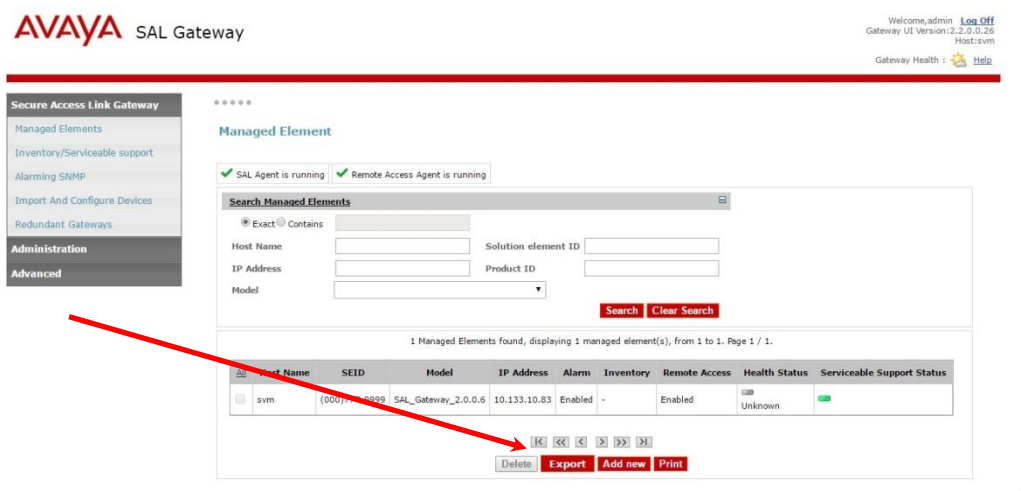 AVAYA SAL Gateway
Welcome,admin Log Off
Gateway UI Version:2.2.0.0.26
Host:svm
Gateway Health : Help
Secure Access Link Gateway
Managed Elements
Inventory/Serviceable support
Alarming SNMP
Import And Configure Devices
Redundant Gateways
Administration
Advanced
Managed Element
SAL Agent is running Remote Access Agent is running
Search Managed Elements
Exact Contains
Host Name Solution element ID
IP Address Product ID
Model
Search Clear Search
1 Managed Elements found, displaying 1 managed element(s), from 1 to 1. Page 1 / 1.
All Host Name SEID Model IP Address Alarm Inventory Remote Access Health Status Serviceable Support Status
svm SAL_Gateway_2.0.0.6 10.133.10.83 Enabled - Enabled Unknown
Delete Export Add new Print